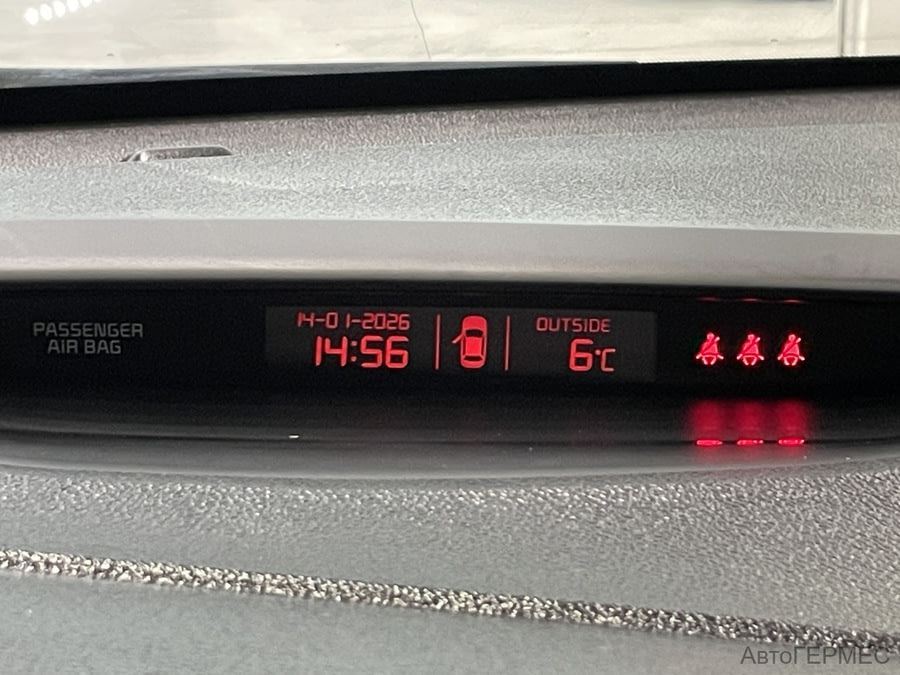 PASSENGER
AIR BAG
14-01-2026
14:56
OUTSIDE
6°C
АвтоГЕРМЕС